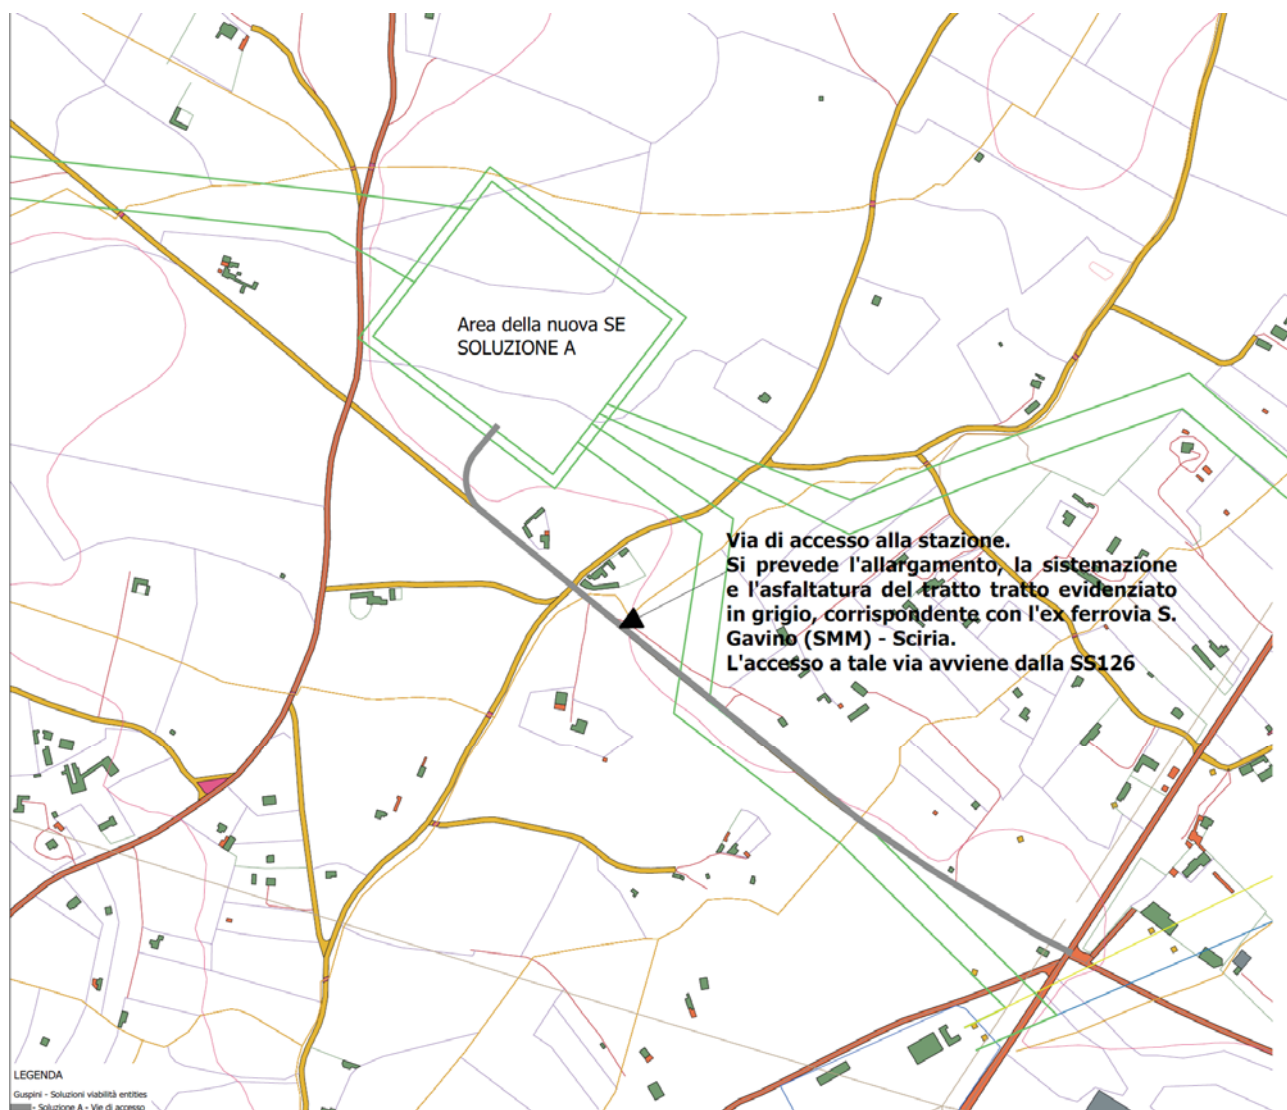 Area della nuova SE
SOLUZIONE A
Via di accesso alla stazione.
Si prevede l'allargamento, la sistemazione
e l'asfaltatura del tratto tratto evidenziato
in grigio, corrispondente con l'ex ferrovia S.
Gavino (SMM) - Sciria.
L'accesso a tale via avviene dalla SS126
LEGENDA
Guspini - Soluzioni viabilità entities
- Soluzione A - Vie di accesso